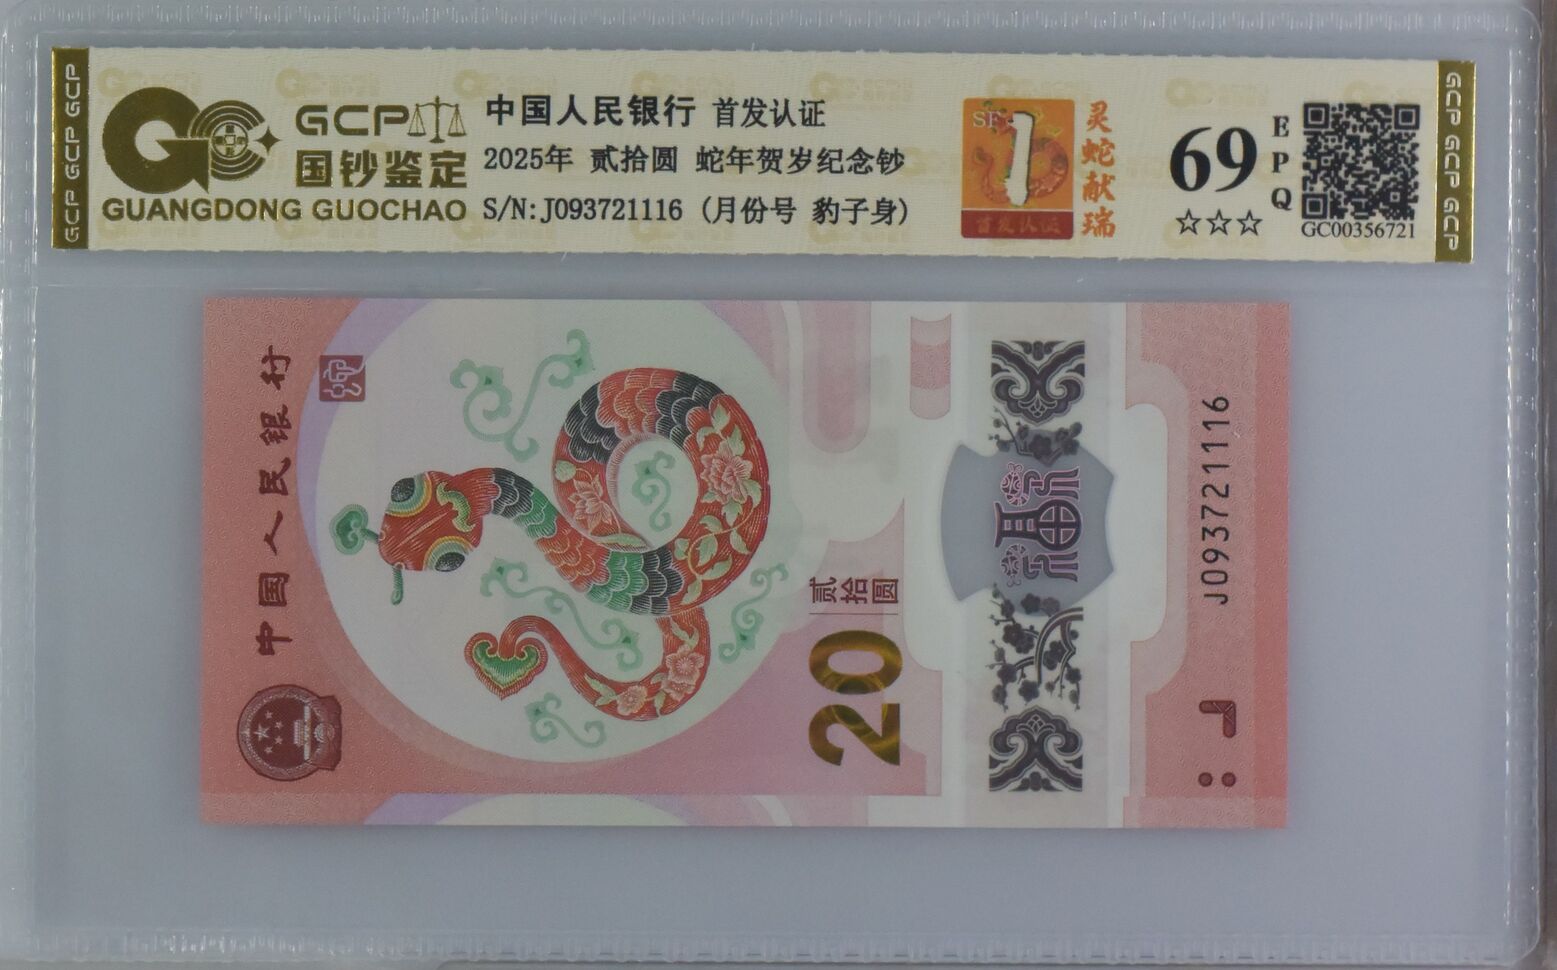 GCP GCP GCP
GCP
国钞鉴定
GUANGDONG GUOCHAO
中国人民银行 首发认证
2025年 贰拾圆 蛇年贺岁纪念钞
S/N:J093721116 (月份号 豹子身)
1
首发认证
灵蛇献瑞
69
EPQ
☆☆☆
GC00356721
GCP GCP GCP
中国人民银行
贰拾圆
20
福
J093721116